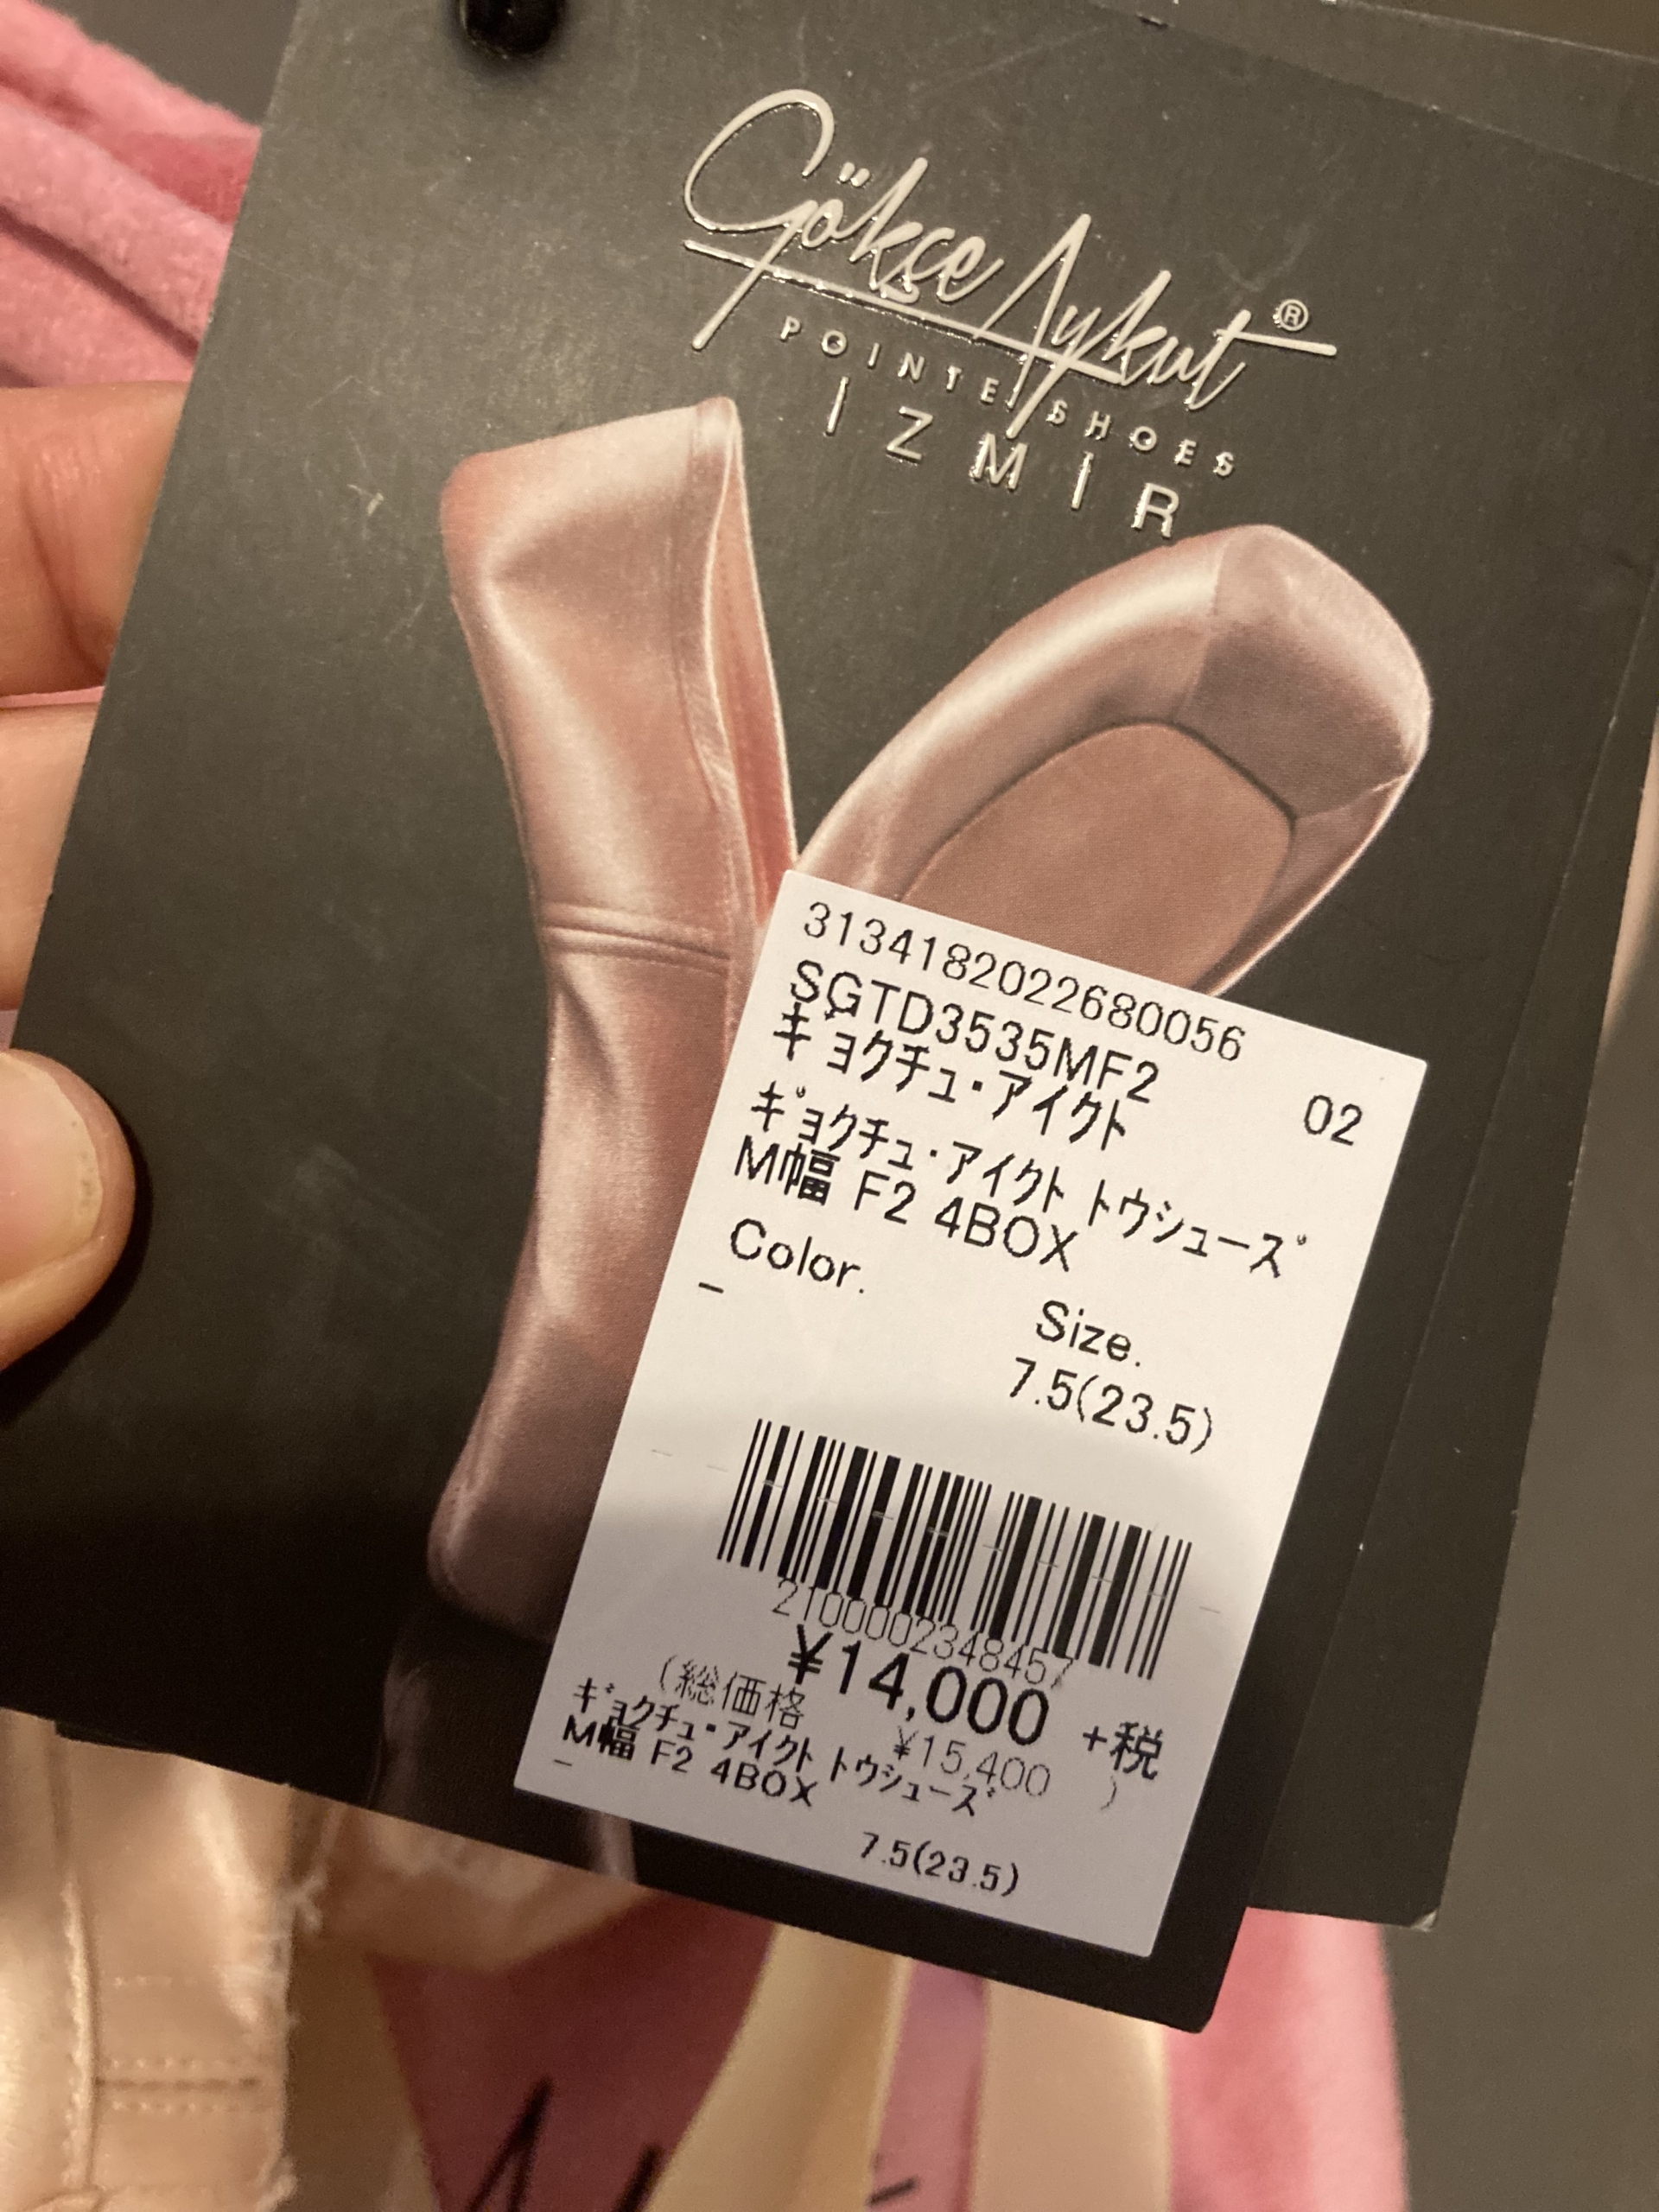 Gökçe Aykut®
POINTE SHOES
IZMIR
313418202268​0056
SGTD3535MF2
ｷﾞｮｸﾁｭ・ｱｲｸﾄ 02
ｷﾞｮｸﾁｭ・ｱｲｸﾄ ﾄｳｼｭｰｽﾞ
M幅 F2 4BOX
Color. Size.
- 7.5(23.5)
2100002348457
¥14,000 +税
(総価格 ¥15,400 )
ｷﾞｮｸﾁｭ・ｱｲｸﾄ ﾄｳｼｭｰｽﾞ
M幅 F2 4BOX
- 7.5(23.5)